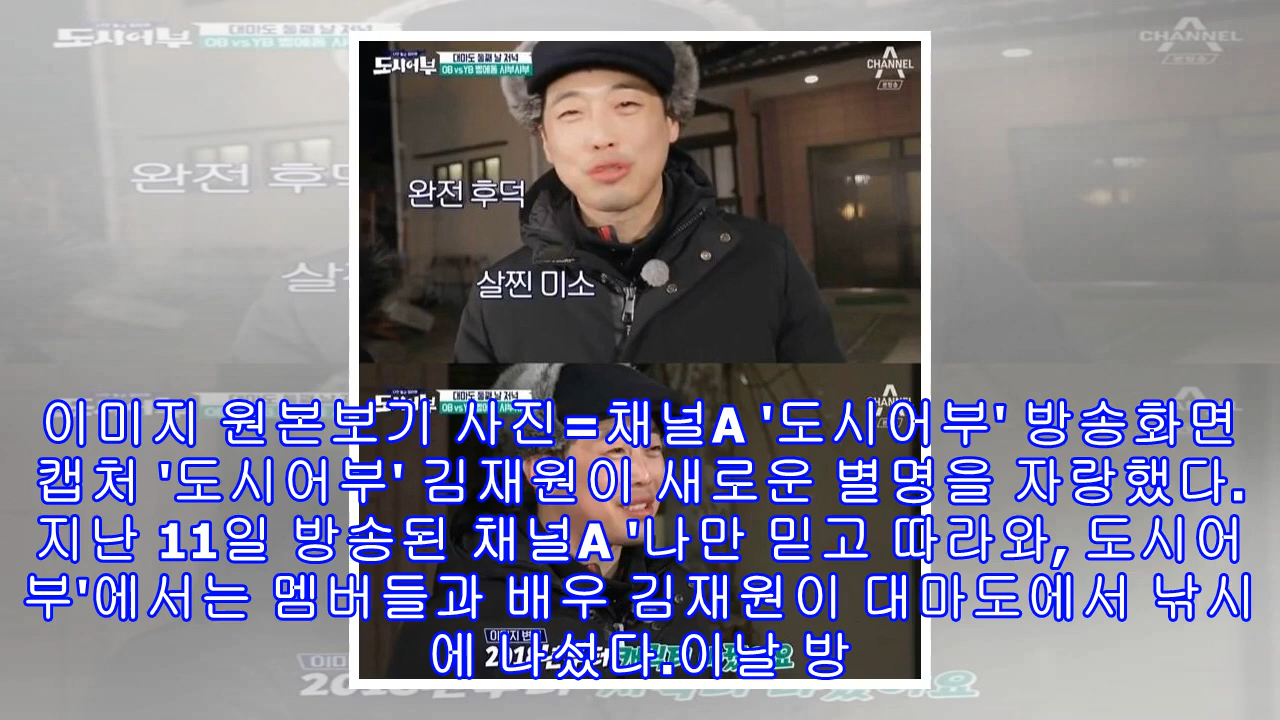 도시어부
대마도 둘째 날 저녁
OB vs YB 벵에돔 사부사부
CHANNEL A
본방송
완전 후덕
살찐 미소
이미지 원본보기 사진=채널A '도시어부' 방송화면
캡처 '도시어부' 김재원이 새로운 별명을 자랑했다.
지난 11일 방송된 채널A '나만 믿고 따라와, 도시어
부'에서는 멤버들과 배우 김재원이 대마도에서 낚시
에 나섰다.이날 방